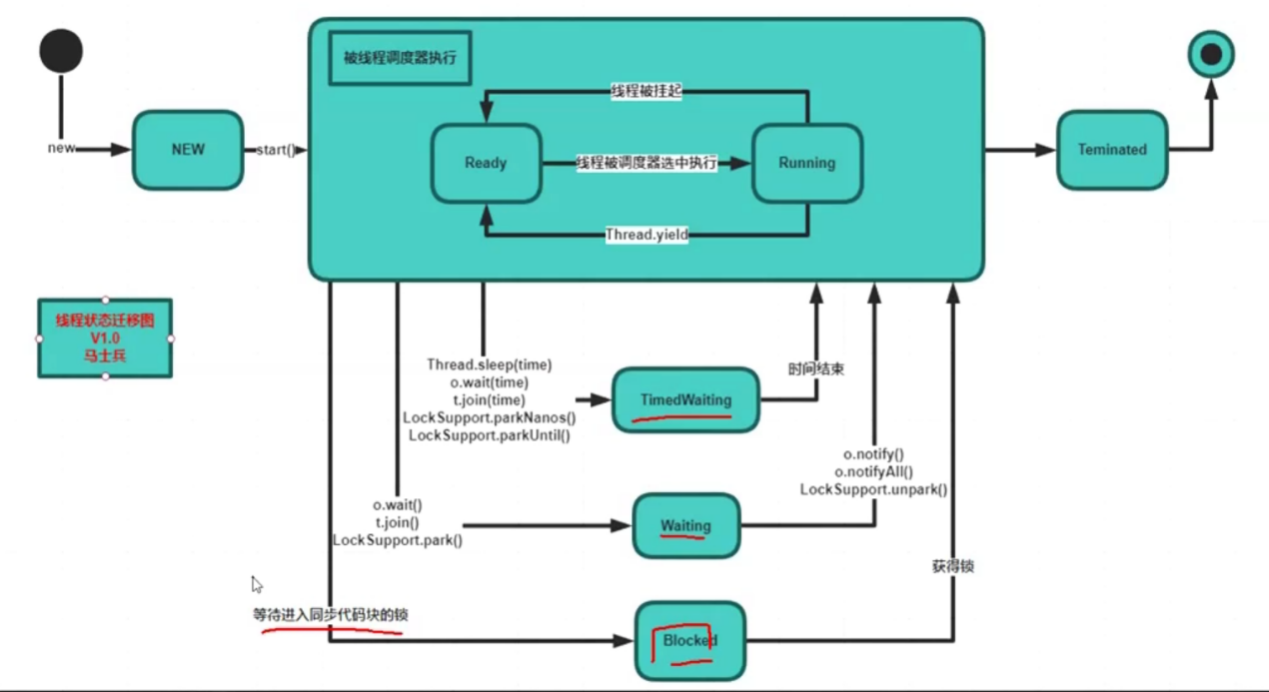 被线程调度器执行
线程被挂起
new
NEW
start()
Ready
线程被调度器选中执行
Running
Teminated
Thread.yield
线程状态迁移图
V1.0
马士兵
Thread.sleep(time)
o.wait(time)
t.join(time)
LockSupport.parkNanos()
LockSupport.parkUntil()
TimedWaiting
时间结束
o.notify()
o.notifyAll()
LockSupport.unpark()
o.wait()
t.join()
LockSupport.park()
Waiting
获得锁
等待进入同步代码块的锁
Blocked